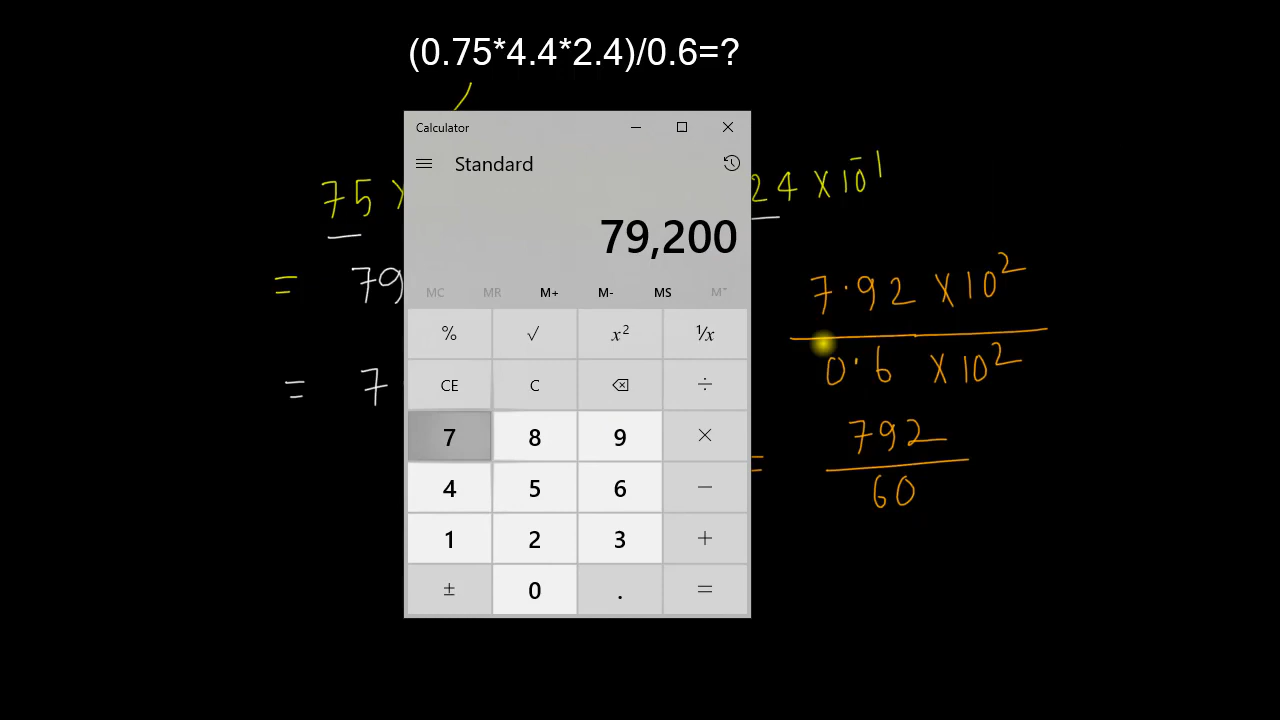 (0.75*4.4*2.4)/0.6=?
Calculator
Standard
79,200
MC MR M+ M- MS M˅
% √ x² ¹/x
CE C ⌫ ÷
7 8 9 ×
4 5 6 −
1 2 3 +
± 0 . =
75 × 24 × 10⁻¹
= 79
= 7
7.92 × 10²
0.6 × 10²
= 792
60